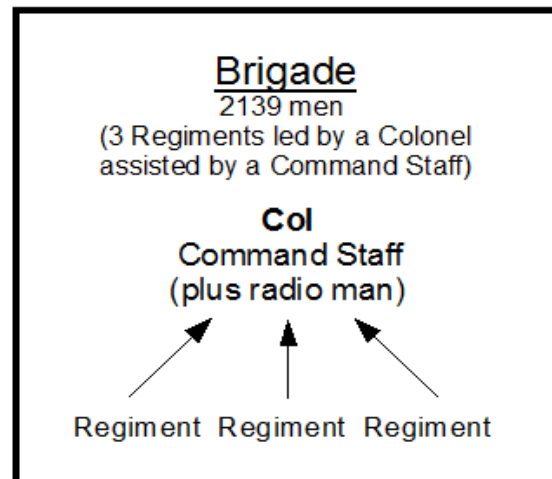 Brigade
2139 men
(3 Regiments led by a Colonel
assisted by a Command Staff)
Col
Command Staff
(plus radio man)
Regiment Regiment Regiment